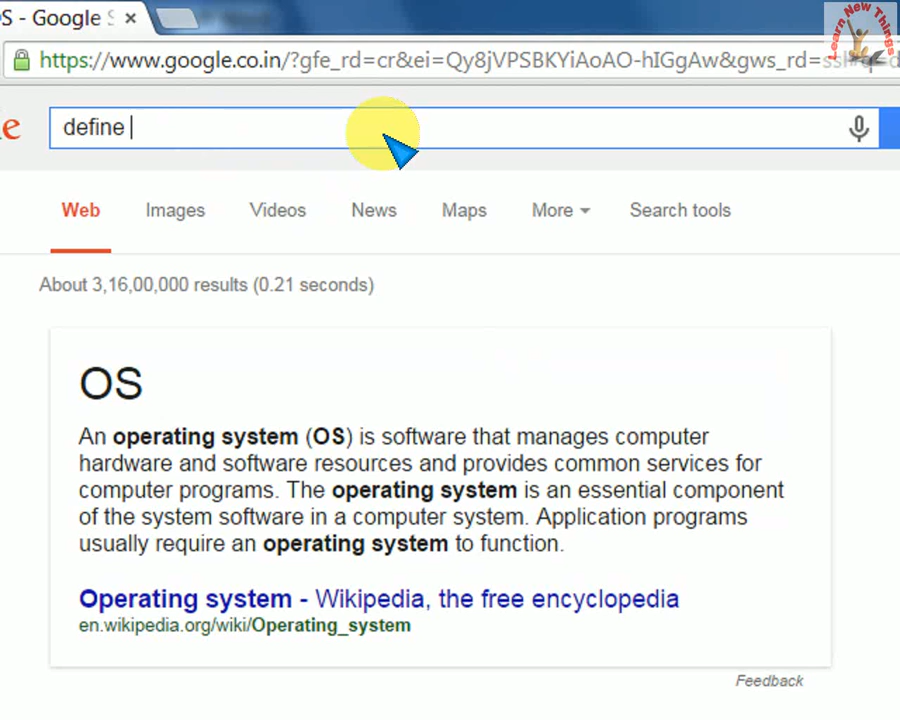 S - Google S
Learn New Things
https://www.google.co.in/?gfe_rd=cr&ei=Qy8jVPSBKYiAoAO-hIGgAw&gws_rd=ssl#q=d
e
define
Web Images Videos News Maps More Search tools
About 3,16,00,000 results (0.21 seconds)
OS
An operating system (OS) is software that manages computer
hardware and software resources and provides common services for
computer programs. The operating system is an essential component
of the system software in a computer system. Application programs
usually require an operating system to function.
Operating system - Wikipedia, the free encyclopedia
en.wikipedia.org/wiki/Operating_system
Feedback